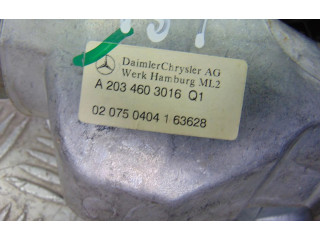 DaimlerChrysler AG
Werk Hamburg ML2
A 203 460 3016 Q1
02 075 0404 1 63628